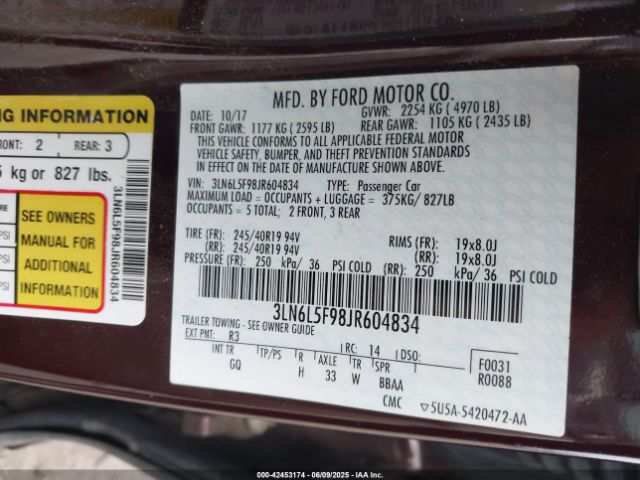 NG INFORMATION
RONT: 2 REAR: 3
5 kg or 827 lbs.
SEE OWNERS
MANUAL FOR
ADDITIONAL
INFORMATION
3LN6L5F98JR604834
MFD. BY FORD MOTOR CO.
DATE: 10/17 GVWR: 2254 KG ( 4970 LB)
FRONT GAWR: 1177 KG ( 2595 LB) REAR GAWR: 1105 KG ( 2435 LB)
THIS VEHICLE CONFORMS TO ALL APPLICABLE FEDERAL MOTOR
VEHICLE SAFETY, BUMPER, AND THEFT PREVENTION STANDARDS
IN EFFECT ON THE DATE OF MANUFACTURE SHOWN ABOVE.
VIN: 3LN6L5F98JR604834 TYPE: Passenger Car
MAXIMUM LOAD = OCCUPANTS + LUGGAGE = 375KG/ 827LB
OCCUPANTS = 5 TOTAL: 2 FRONT, 3 REAR
TIRE (FR): 245/40R19 94V RIMS (FR): 19x8.0J
(RR): 245/40R19 94V (RR): 19x8.0J
PRESSURE (FR) 250 kPa/ 36 PSI COLD (RR) 250 kPa/ 36 PSI COLD
3LN6L5F98JR604834
TRAILER TOWING - SEE OWNER GUIDE
EXT PNT: R3 RC: 14 DSO:
INT TR TP/PS R AXLE TR SPR F0031
GQ H 33 W BBAA R0088
CMC 5U5A-5420472-AA
000-42453174 - 06/09/2025 - IAAI.COM